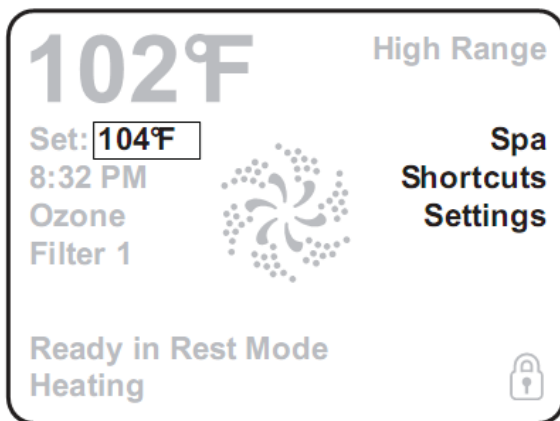 102°F
High Range
Set: 104°F
Spa
8:32 PM
Shortcuts
Ozone
Settings
Filter 1
Ready in Rest Mode
Heating